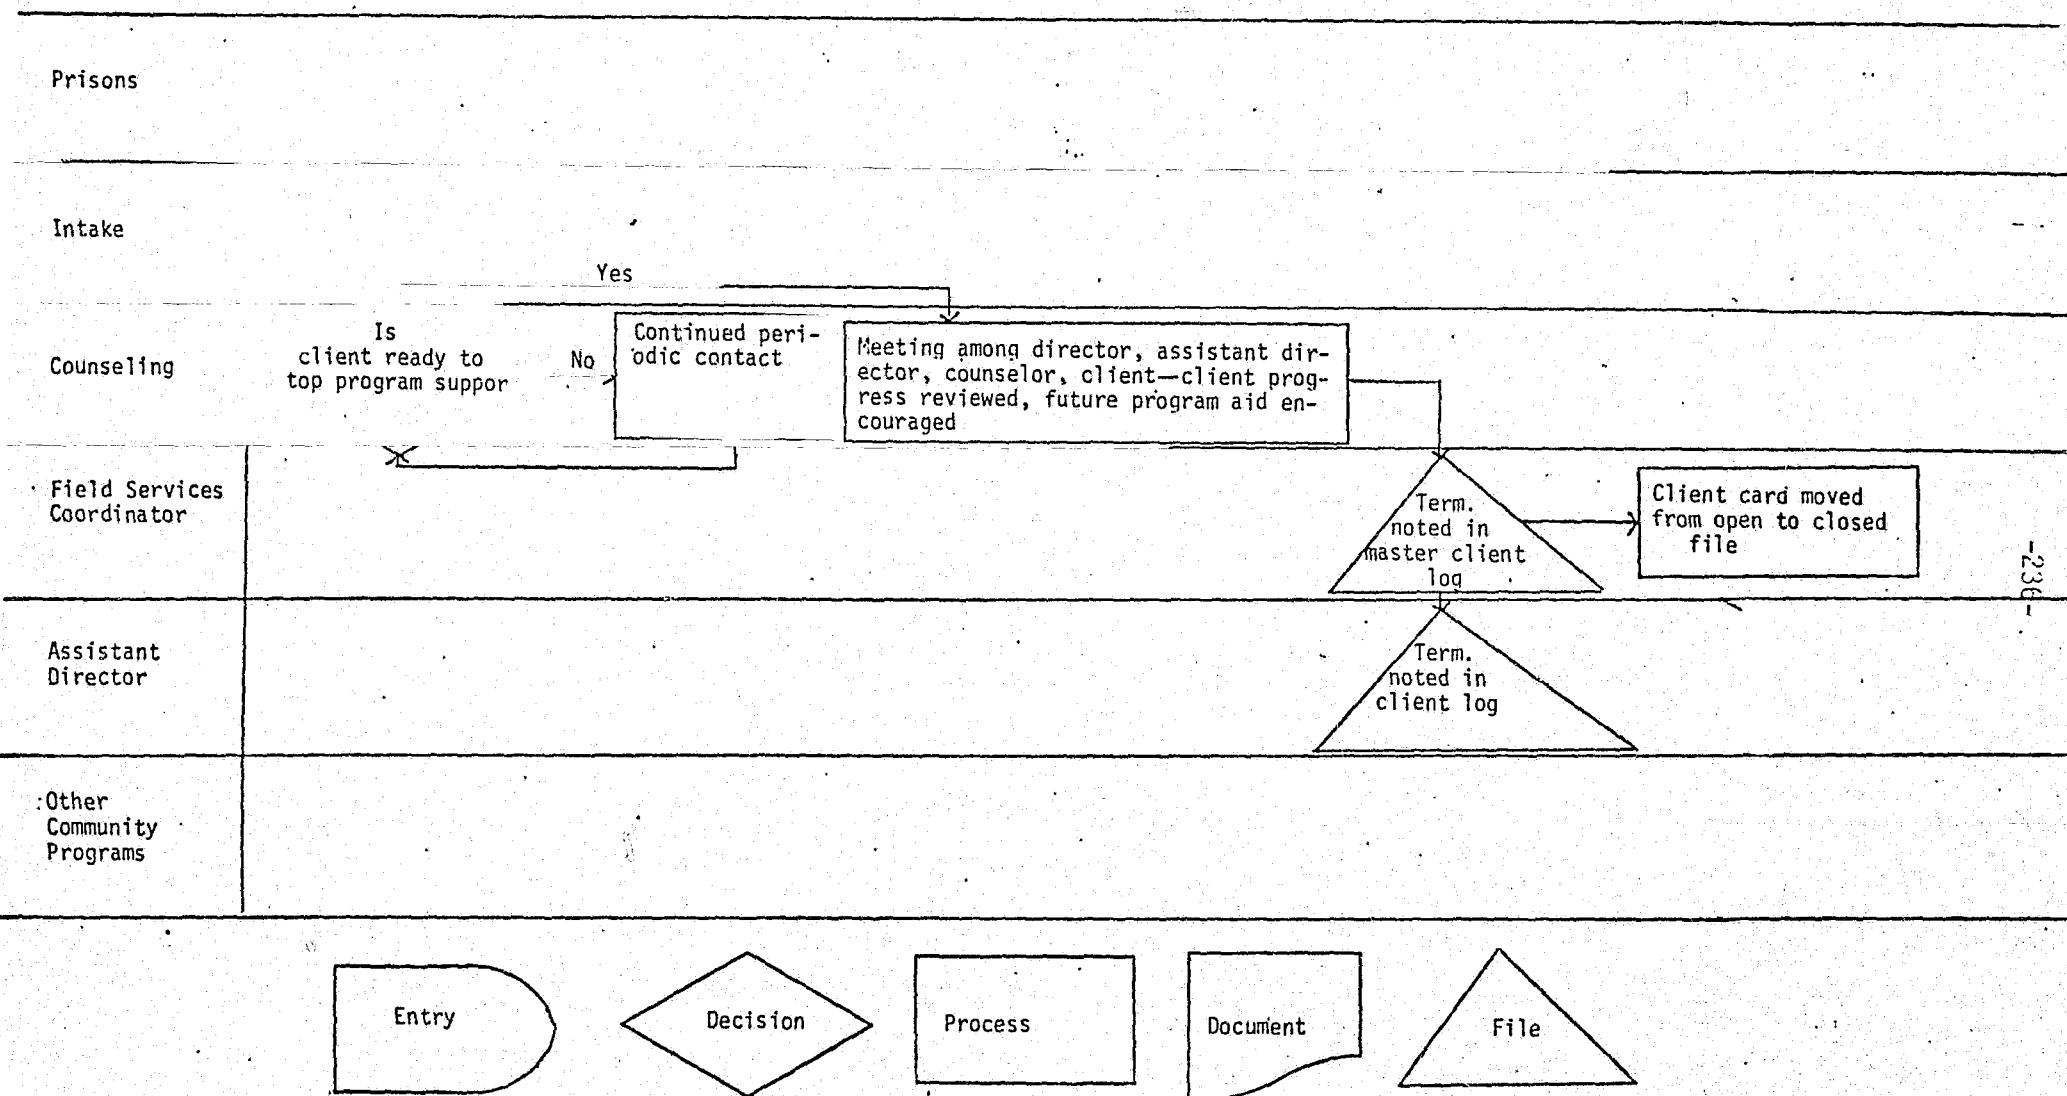 Prisons
Intake
Yes
Counseling
Is
client ready to
top program suppor
No
Continued peri-
odic contact
Meeting among director, assistant dir-
ector, counselor, client—client prog-
ress reviewed, future program aid en-
couraged
Field Services
Coordinator
Term.
noted in
master client
log
Client card moved
from open to closed
file
-236-
Assistant
Director
Term.
noted in
client log
Other
Community
Programs
Entry
Decision
Process
Document
File